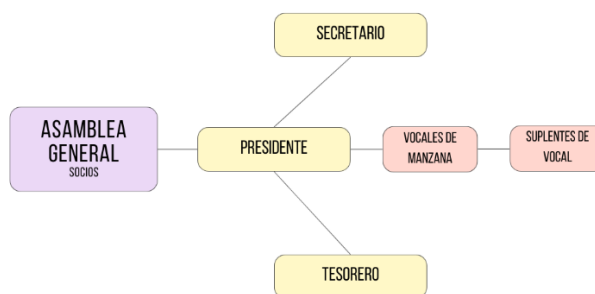 SECRETARIO
ASAMBLEA
GENERAL
SOCIOS
PRESIDENTE
VOCALES DE
MANZANA
SUPLENTES DE
VOCAL
TESORERO